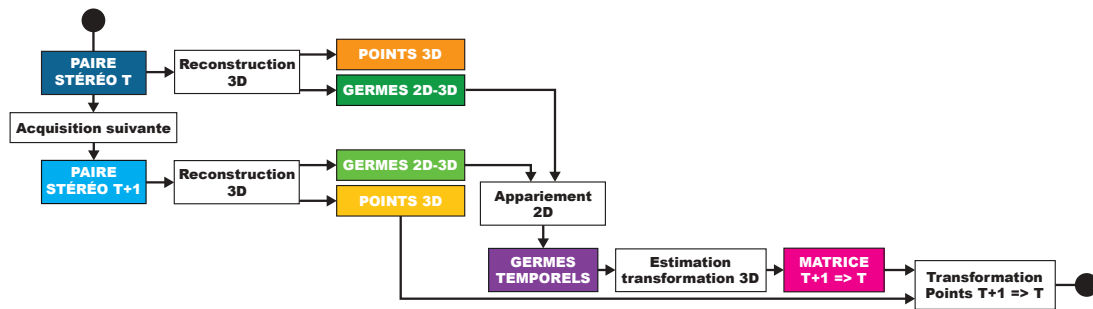 PAIRE
STÉRÉO T
Reconstruction
3D
POINTS 3D
GERMES 2D-3D
Acquisition suivante
PAIRE
STÉRÉO T+1
Reconstruction
3D
GERMES 2D-3D
POINTS 3D
Appariement
2D
GERMES
TEMPORELS
Estimation
transformation 3D
MATRICE
T+1 => T
Transformation
Points T+1 => T